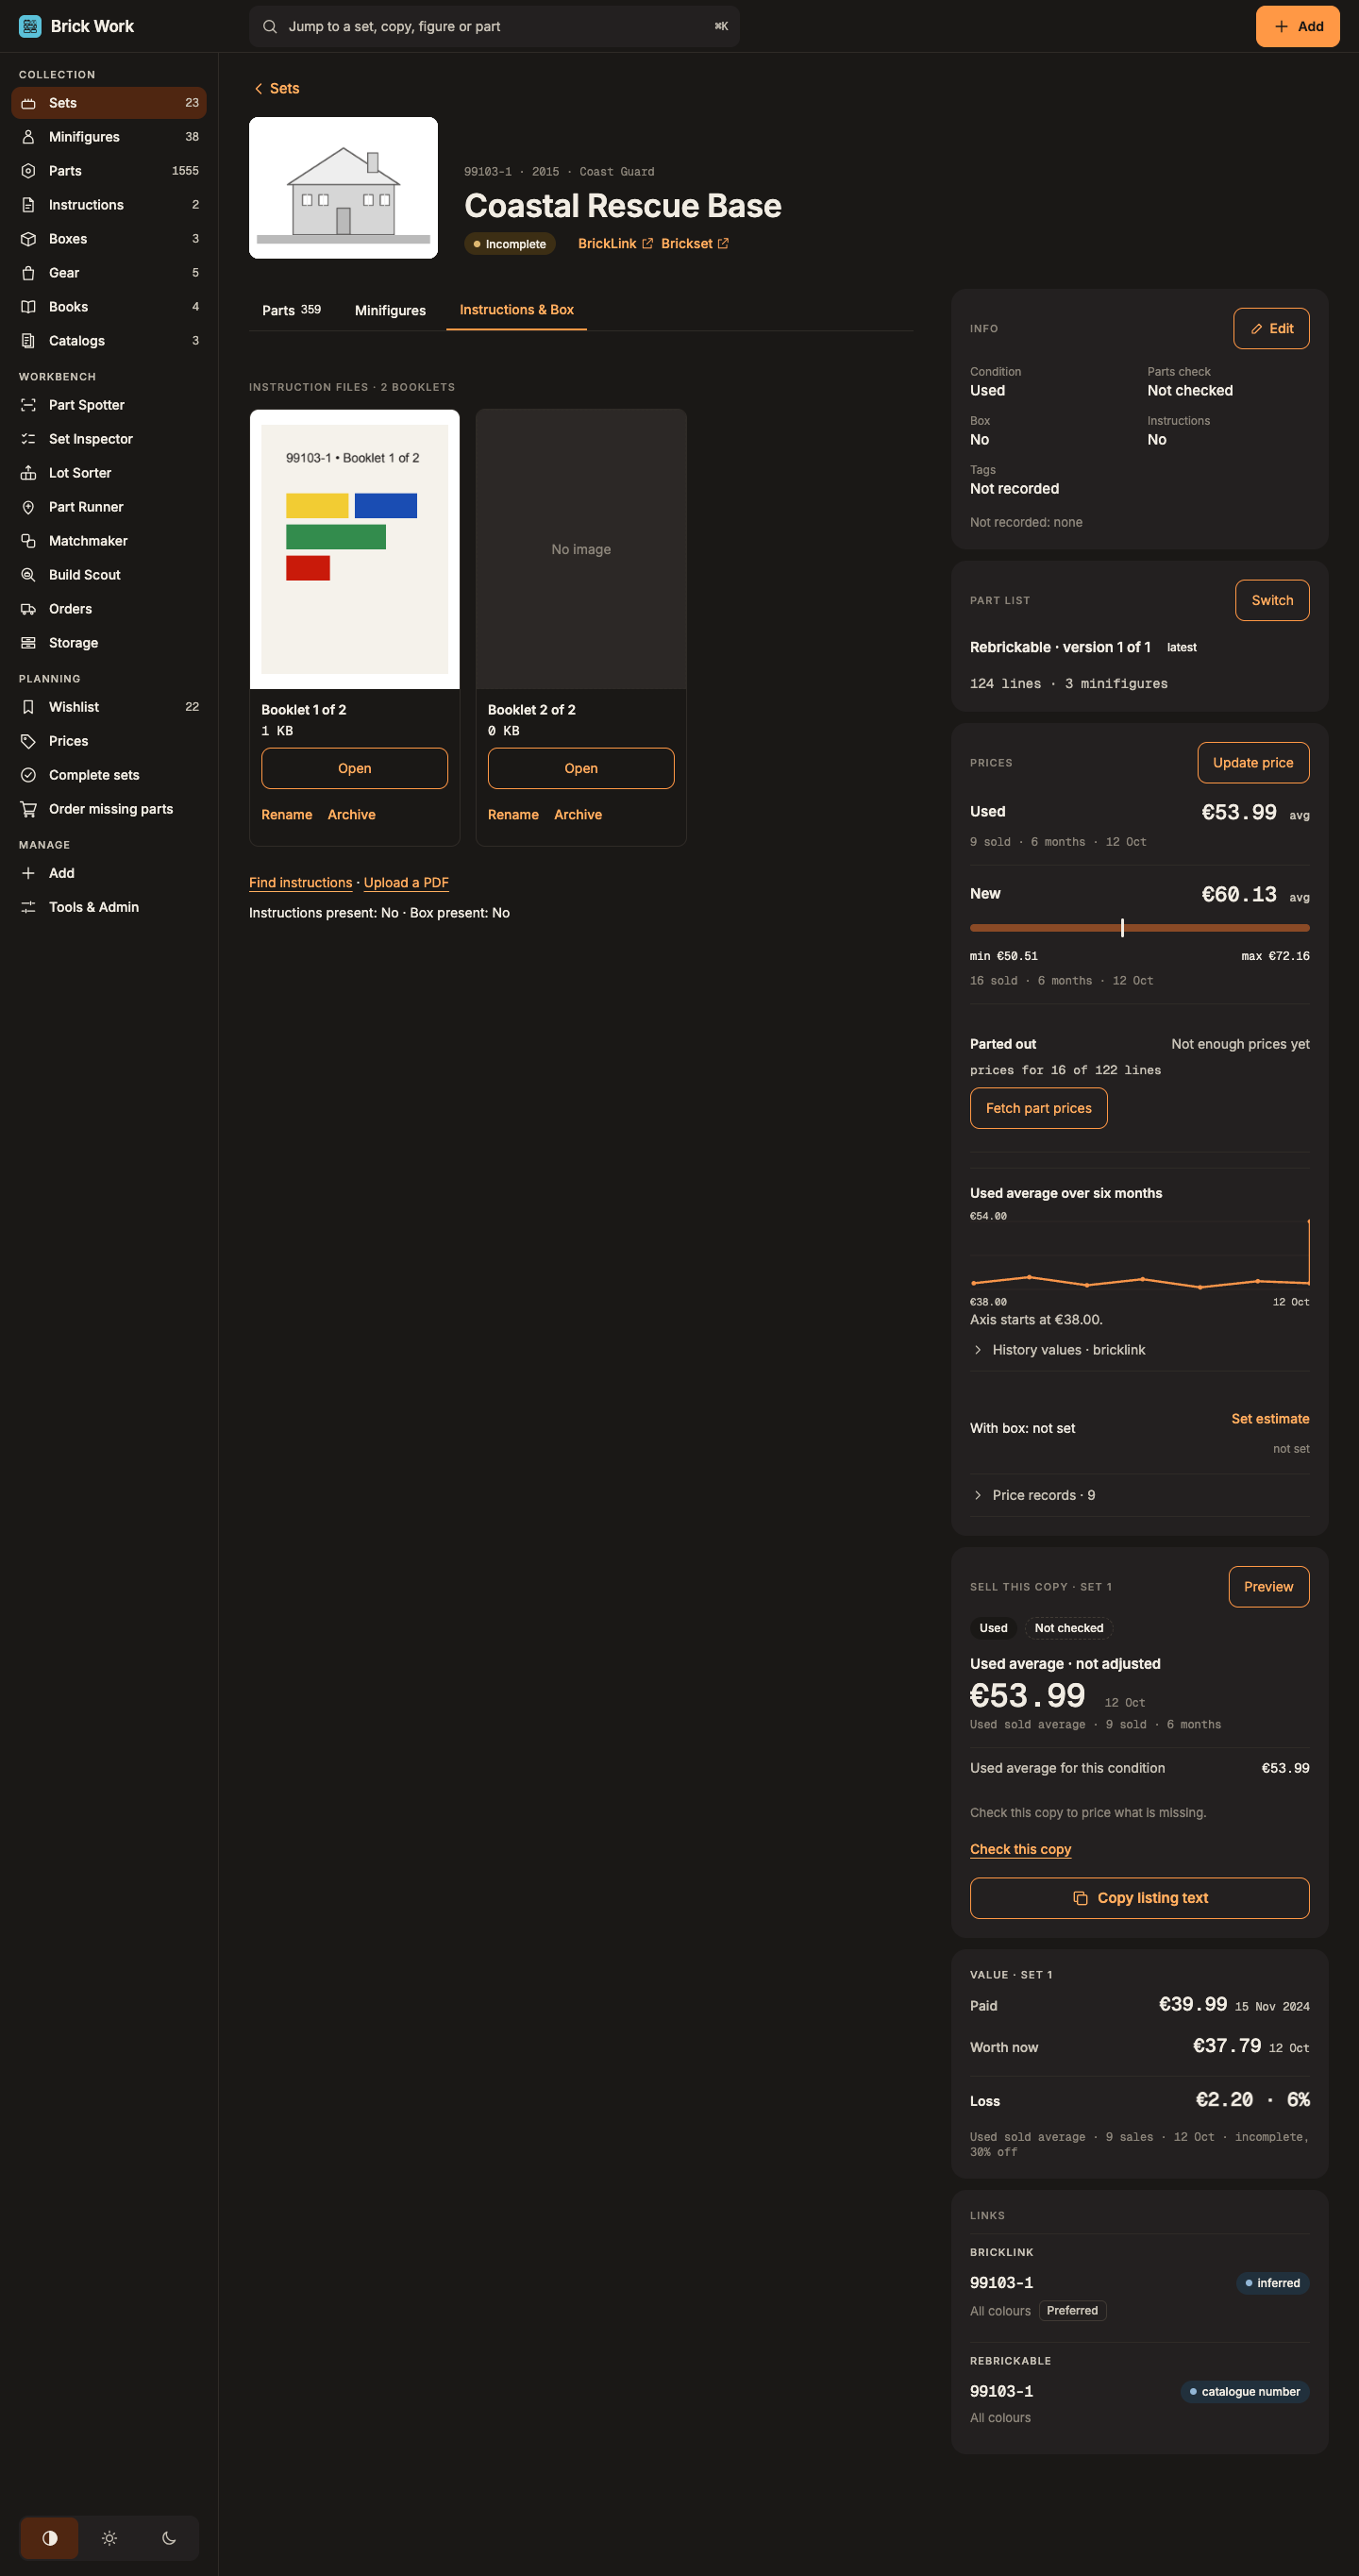 Brick Work
Jump to a set, copy, figure or part ⌘K
Add
COLLECTION
Sets 23
Minifigures 38
Parts 1555
Instructions 2
Boxes 3
Gear 5
Books 4
Catalogs 3
WORKBENCH
Part Spotter
Set Inspector
Lot Sorter
Part Runner
Matchmaker
Build Scout
Orders
Storage
PLANNING
Wishlist 22
Prices
Complete sets
Order missing parts
MANAGE
Add
Tools & Admin
Sets
99103-1 · 2015 · Coast Guard
Coastal Rescue Base
Incomplete BrickLink Brickset
Parts 359 Minifigures Instructions & Box
INSTRUCTION FILES · 2 BOOKLETS
99103-1 • Booklet 1 of 2
Booklet 1 of 2
1 KB
Open
Rename Archive
No image
Booklet 2 of 2
0 KB
Open
Rename Archive
Find instructions · Upload a PDF
Instructions present: No · Box present: No
INFO
Edit
Condition Parts check
Used Not checked
Box Instructions
No No
Tags
Not recorded
Not recorded: none
PART LIST
Switch
Rebrickable · version 1 of 1 latest
124 lines · 3 minifigures
PRICES
Update price
Used €53.99 avg
9 sold · 6 months · 12 Oct
New €60.13 avg
min €50.51 max €72.16
16 sold · 6 months · 12 Oct
Parted out Not enough prices yet
prices for 16 of 122 lines
Fetch part prices
Used average over six months
€54.00
€38.00 12 Oct
Axis starts at €38.00.
History values · bricklink
With box: not set Set estimate
not set
Price records · 9
SELL THIS COPY · SET 1
Preview
Used Not checked
Used average · not adjusted
€53.99 12 Oct
Used sold average · 9 sold · 6 months
Used average for this condition €53.99
Check this copy to price what is missing.
Check this copy
Copy listing text
VALUE · SET 1
Paid €39.99 15 Nov 2024
Worth now €37.79 12 Oct
Loss €2.20 · 6%
Used sold average · 9 sales · 12 Oct · incomplete,
30% off
LINKS
BRICKLINK
99103-1 inferred
All colours Preferred
REBRICKABLE
99103-1 catalogue number
All colours